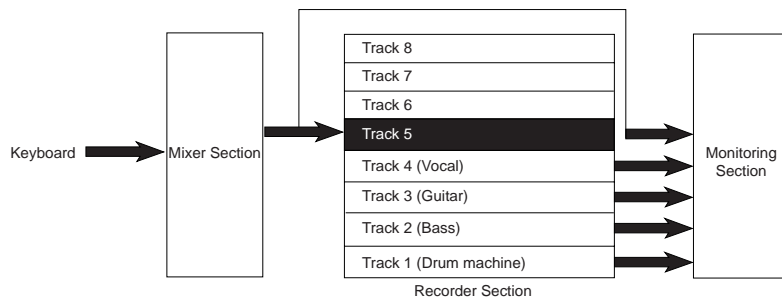 Track 8
Track 7
Track 6
Track 5
Keyboard
Mixer Section
Track 4 (Vocal)
Monitoring
Section
Track 3 (Guitar)
Track 2 (Bass)
Track 1 (Drum machine)
Recorder Section